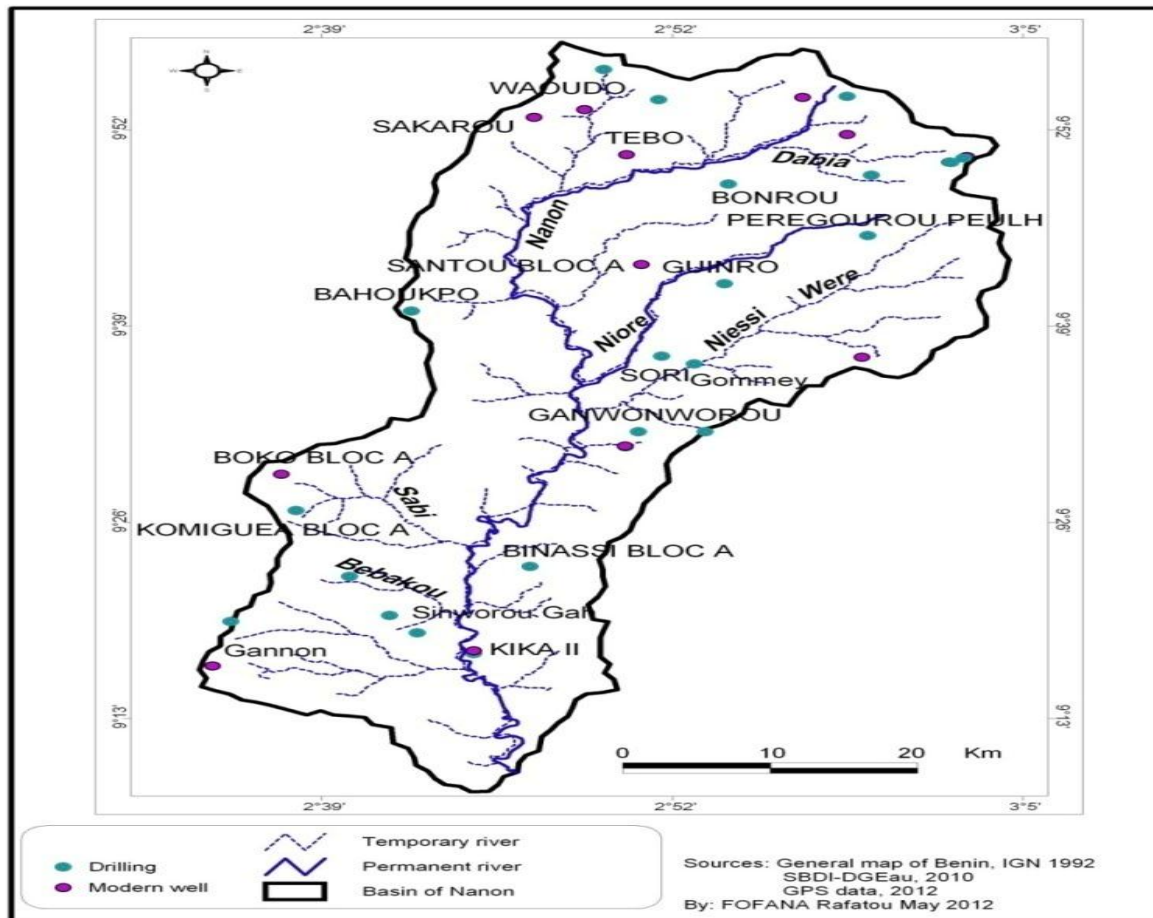 2°39' 2°52' 3°5'
N
W E
S
WAOUDO
SAKAROU
TEBO
9°52' 9°52'
Dabia
BONROU
Nanon
PEREGOUROU PEULH
SANTOU BLOC A GUINRO
BAHOUKPO
Were
9°39' 9°39'
Niore
Niessi
SORI Gommey
GANWONWOROU
BOKO BLOC A
Sabi
KOMIGUEA BLOC A
9°26' 9°26'
BINASSI BLOC A
Bebakou
Sinworou Gah
Gannon
KIKA II
9°13' 9°13'
0 10 20 Km
2°39' 2°52' 3°5'
Temporary river
Drilling
Permanent river
Modern well
Basin of Nanon
Sources: General map of Benin, IGN 1992
SBDI-DGEau, 2010
GPS data, 2012
By: FOFANA Rafatou May 2012